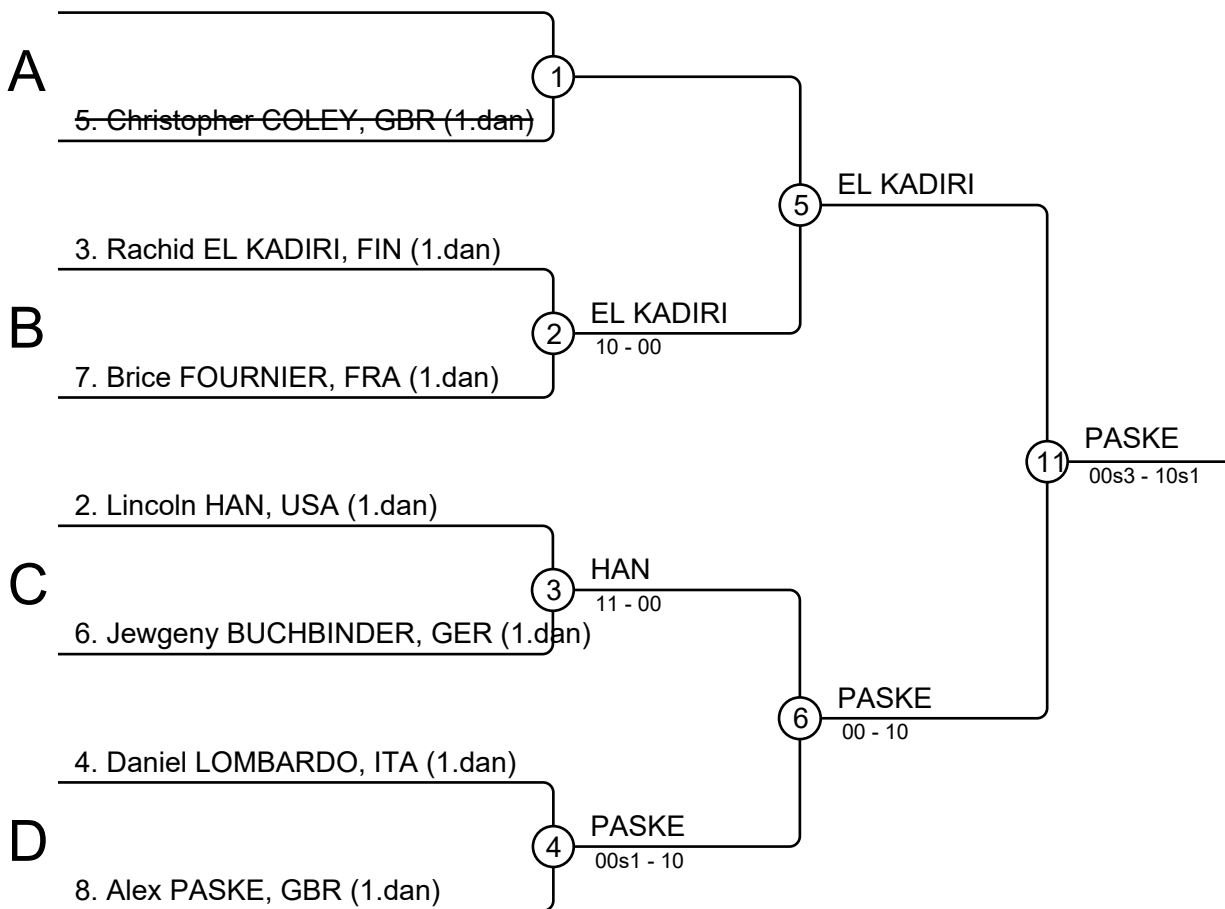 A
1
5. Christopher COLEY, GBR (1.dan)
EL KADIRI
5
3. Rachid EL KADIRI, FIN (1.dan)
B
EL KADIRI
2
10 - 00
7. Brice FOURNIER, FRA (1.dan)
PASKE
11
00s3 - 10s1
2. Lincoln HAN, USA (1.dan)
C
HAN
3
11 - 00
6. Jewgeny BUCHBINDER, GER (1.dan)
PASKE
6
00 - 10
4. Daniel LOMBARDO, ITA (1.dan)
D
PASKE
4
00s1 - 10
8. Alex PASKE, GBR (1.dan)